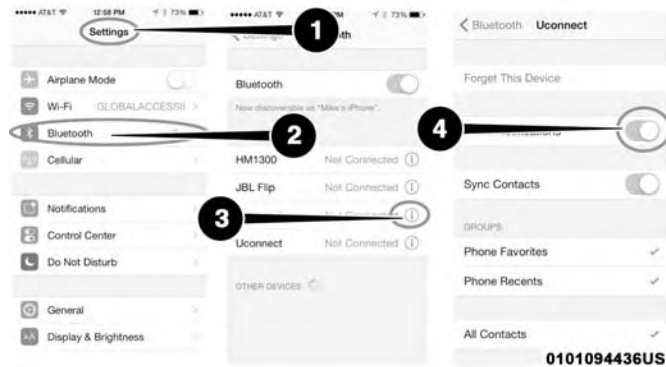 ●●●●● AT&T 12:58 PM 73%
Settings
1
Airplane Mode
Wi-Fi GLOBALACCESSII >
Bluetooth
2
Cellular >
Notifications >
Control Center >
Do Not Disturb >
General >
Display & Brightness >
●●●●● AT&T 73%
Bluetooth
Now discoverable as "Mike's iPhone".
HM1300 Not Connected
JBL Flip Not Connected
3 Not Connected
Uconnect Not Connected
OTHER DEVICES
< Bluetooth Uconnect
Forget This Device
4
Sync Contacts
GROUPS
Phone Favorites ✓
Phone Recents ✓
All Contacts ✓
0101094436US